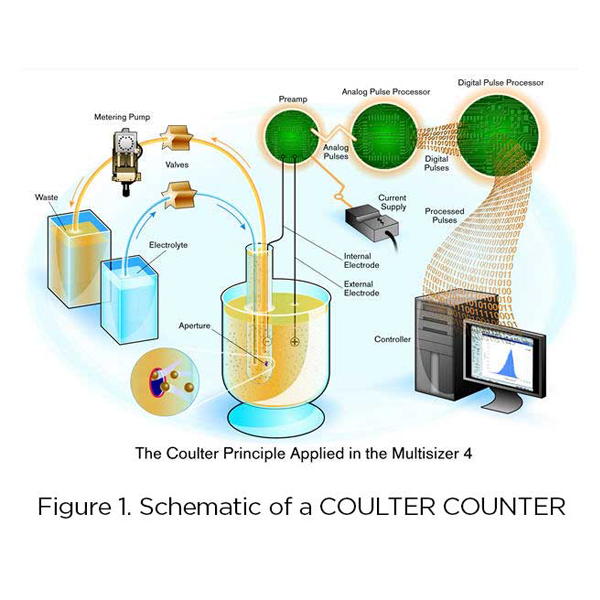 Digital Pulse Processor
Analog Pulse Processor
Preamp
Metering Pump
Analog
Pulses
Digital
Pulses
Valves
Waste
Current
Supply
Processed
Pulses
Electrolyte
Internal
Electrode
External
Electrode
Aperture
Controller
The Coulter Principle Applied in the Multisizer 4
Figure 1. Schematic of a COULTER COUNTER